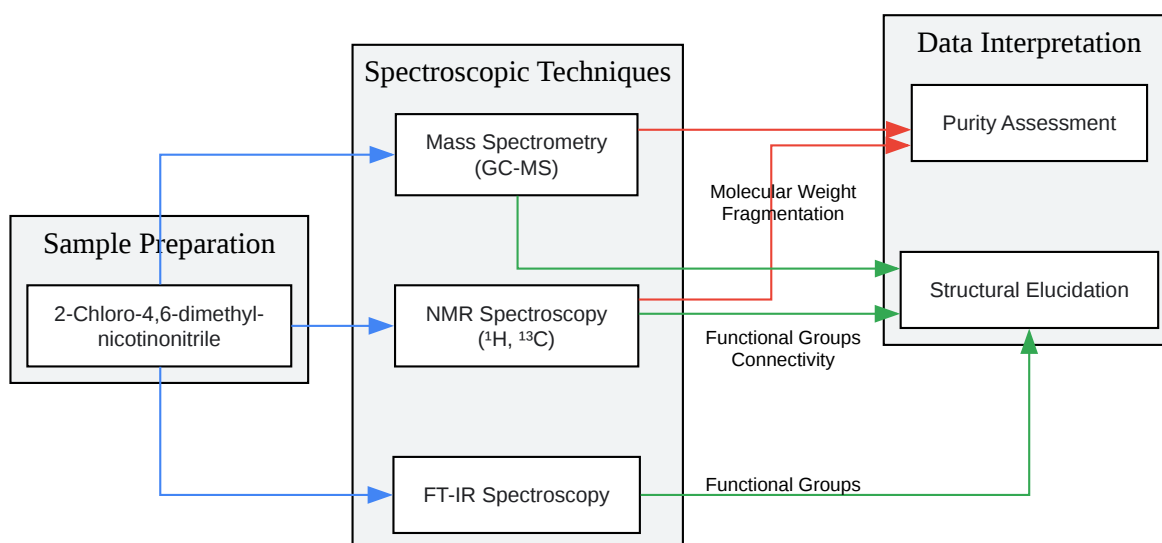 Sample Preparation
2-Chloro-4,6-dimethyl-
nicotinonitrile
Spectroscopic Techniques
Mass Spectrometry
(GC-MS)
NMR Spectroscopy
(¹H, ¹³C)
FT-IR Spectroscopy
Molecular Weight
Fragmentation
Functional Groups
Connectivity
Functional Groups
Data Interpretation
Purity Assessment
Structural Elucidation